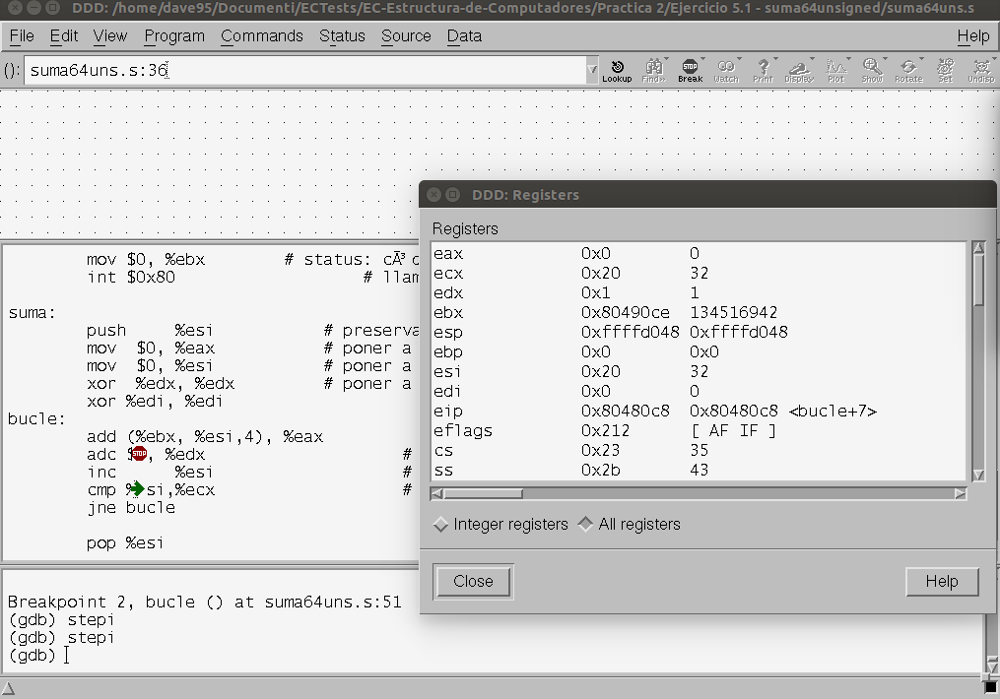 DDD: /home/dave95/Documenti/ECTests/EC-Estructura-de-Computadores/Practica 2/Ejercicio 5.1 - suma64unsigned/suma64uns.s
File Edit View Program Commands Status Source Data Help
(): suma64uns.s:36 Lookup Find>> Break Watch Print Display Plot Show Rotate Set Undisp
DDD: Registers
Registers
eax 0x0 0
ecx 0x20 32
edx 0x1 1
ebx 0x80490ce 134516942
esp 0xffffd048 0xffffd048
ebp 0x0 0x0
esi 0x20 32
edi 0x0 0
eip 0x80480c8 0x80480c8 <bucle+7>
eflags 0x212 [ AF IF ]
cs 0x23 35
ss 0x2b 43
Integer registers All registers
Close Help
mov $0, %ebx # status: cÃ³
int $0x80 # llam
suma:
push %esi # preserva
mov $0, %eax # poner a
mov $0, %esi # poner a
xor %edx, %edx # poner a
xor %edi, %edi
bucle:
add (%ebx, %esi,4), %eax
adc $ STOP, %edx #
inc %esi #
cmp % si,%ecx #
jne bucle
pop %esi
Breakpoint 2, bucle () at suma64uns.s:51
(gdb) stepi
(gdb) stepi
(gdb)